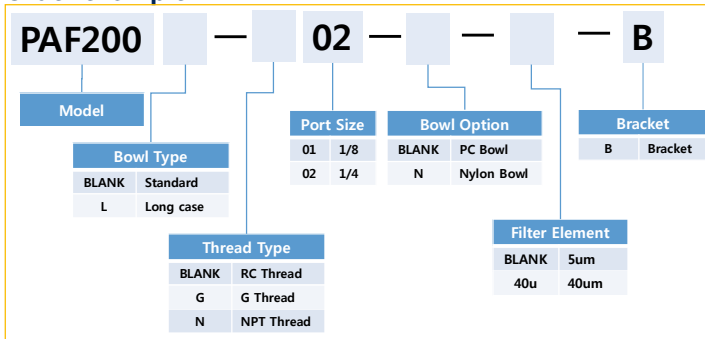 PAF200 — 02 — — — B
Model
Bowl Type
BLANK Standard
L Long case
Thread Type
BLANK RC Thread
G G Thread
N NPT Thread
Port Size
01 1/8
02 1/4
Bowl Option
BLANK PC Bowl
N Nylon Bowl
Filter Element
BLANK 5um
40u 40um
Bracket
B Bracket